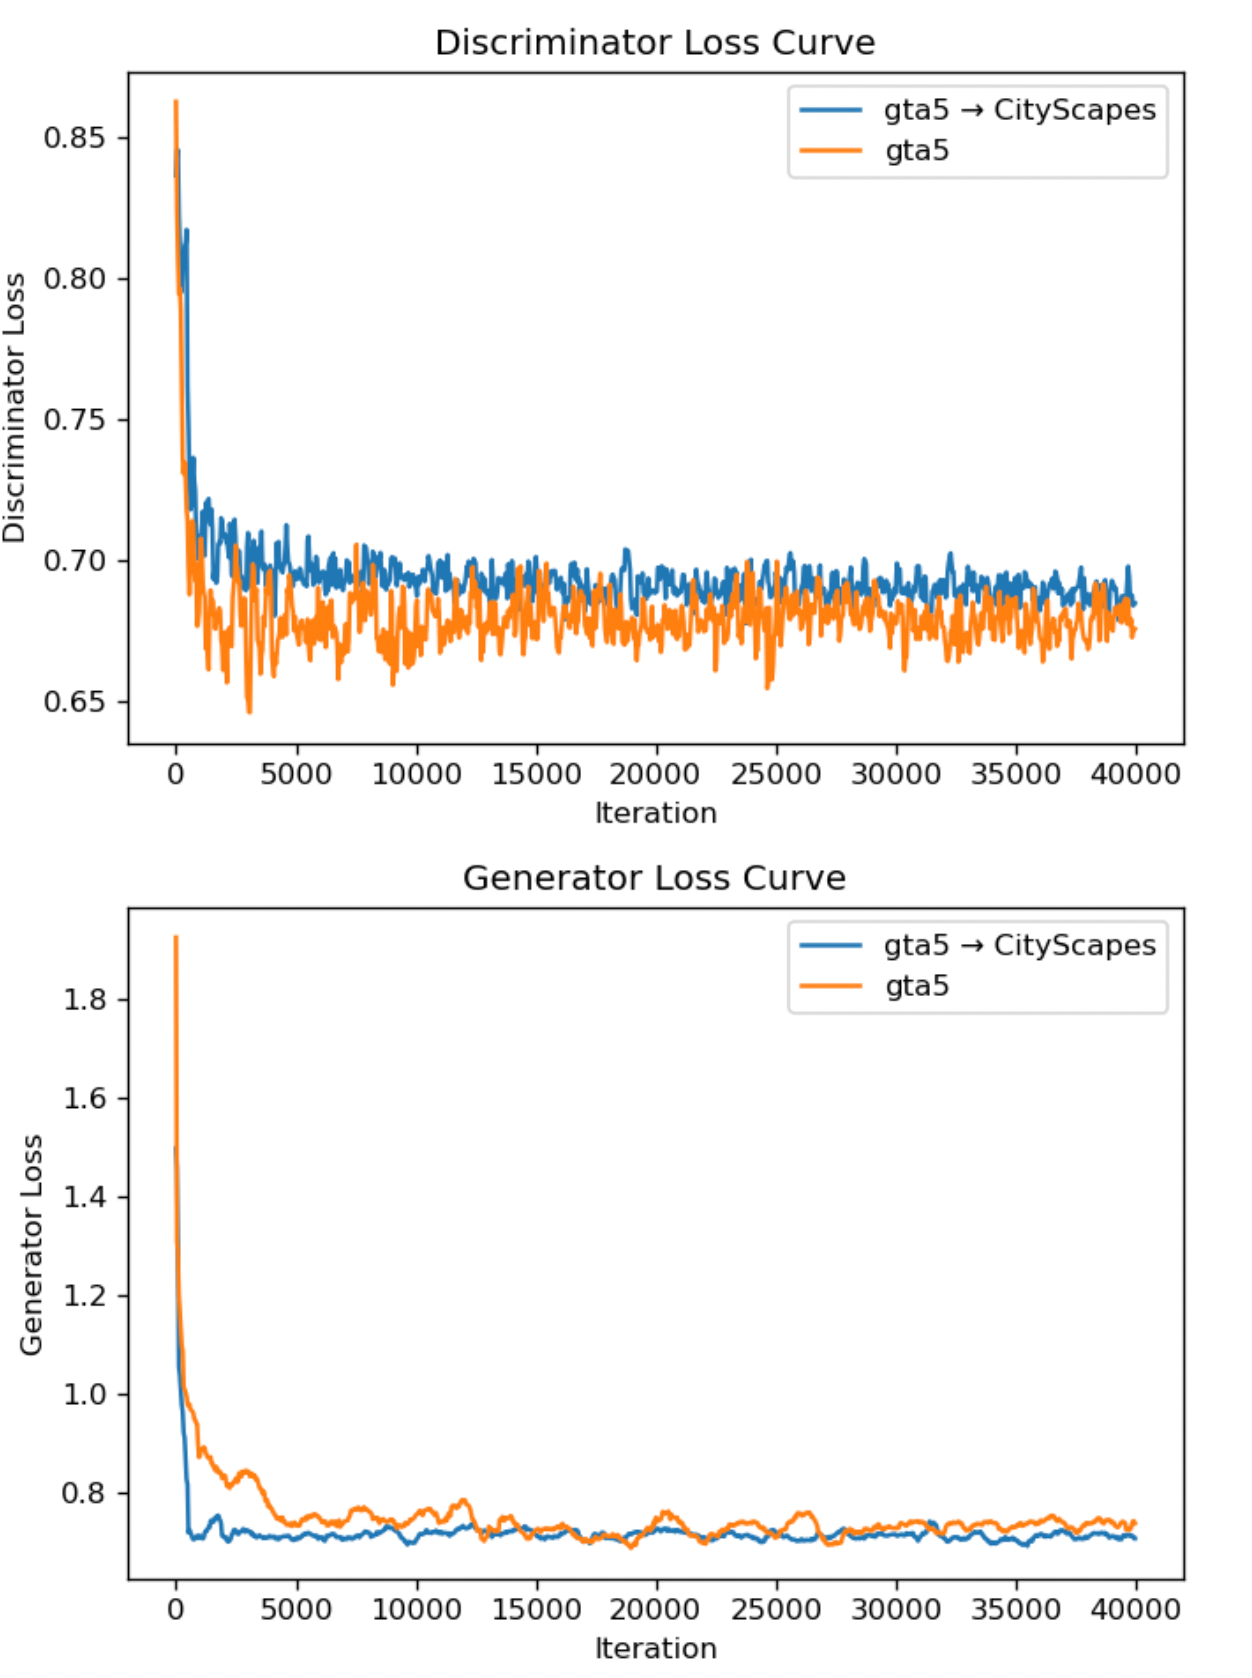 Discriminator Loss Curve
gta5 → CityScapes
gta5
0.85
0.80
0.75
0.70
0.65
Discriminator Loss
0 5000 10000 15000 20000 25000 30000 35000 40000
Iteration
Generator Loss Curve
gta5 → CityScapes
gta5
1.8
1.6
1.4
1.2
1.0
0.8
Generator Loss
0 5000 10000 15000 20000 25000 30000 35000 40000
Iteration